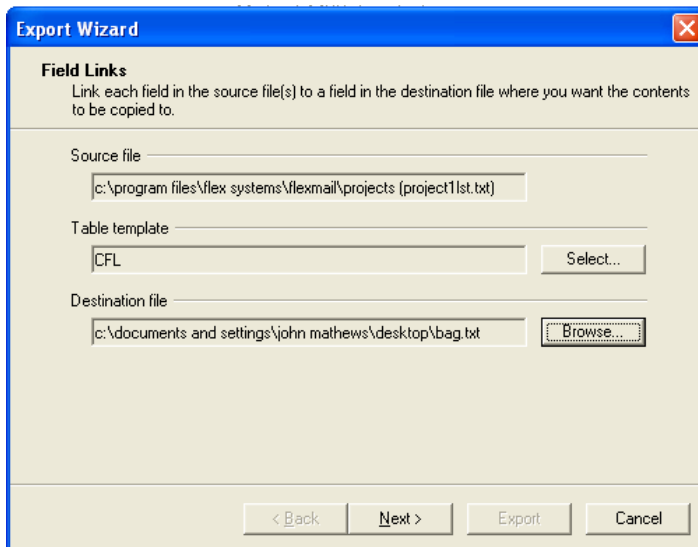 Export Wizard
Field Links
Link each field in the source file(s) to a field in the destination file where you want the contents
to be copied to.
Source file
c:\program files\flex systems\flexmail\projects (project1lst.txt)
Table template
CFL
Select...
Destination file
c:\documents and settings\john mathews\desktop\bag.txt
Browse...
< Back
Next >
Export
Cancel